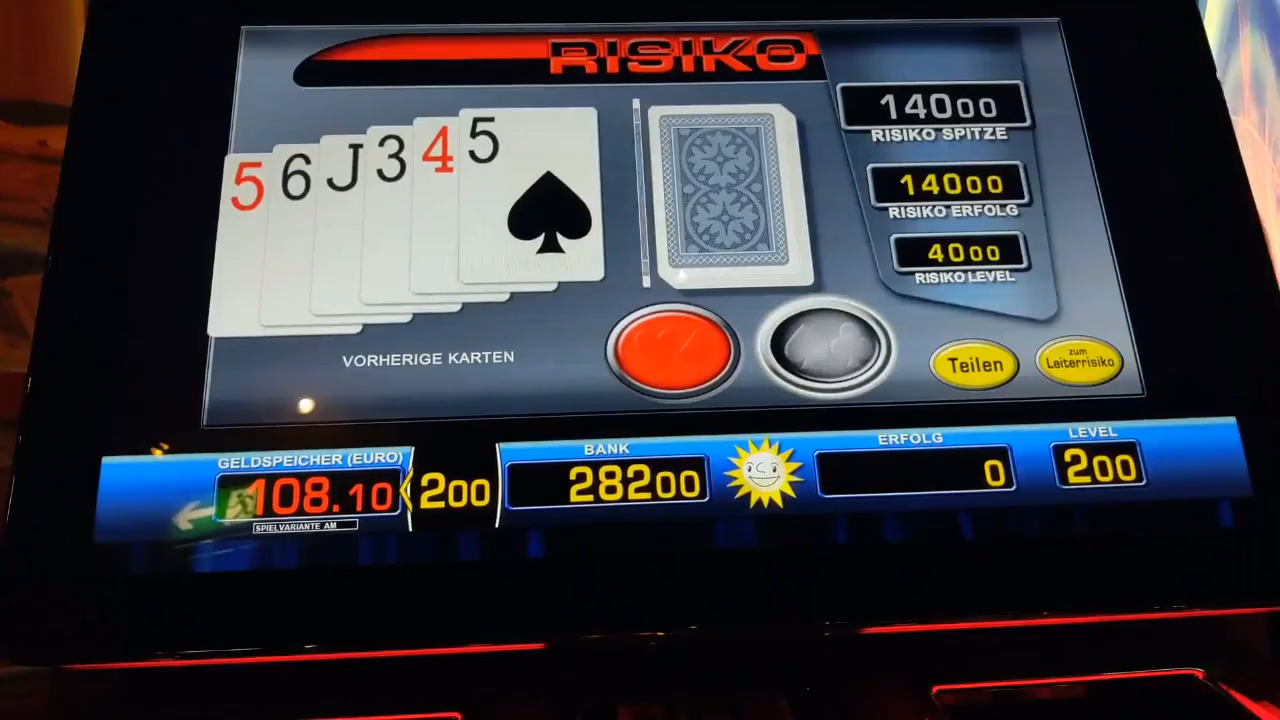 RISIKO
5 6 J 3 4 5
14000
RISIKO SPITZE
14000
RISIKO ERFOLG
4000
RISIKO LEVEL
VORHERIGE KARTEN
Teilen
zum
Leiterrisiko
GELDSPEICHER (EURO)
108.10
SPIELVARIANTE AM
200
BANK
28200
ERFOLG
0
LEVEL
200